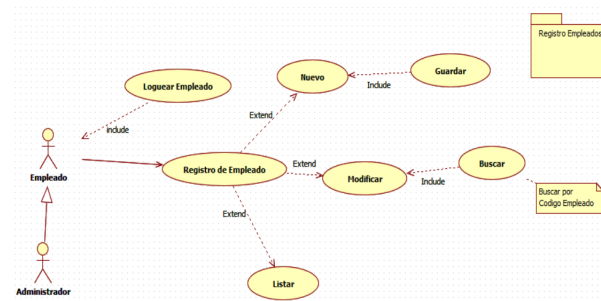 Registro Empleados
Nuevo
Guardar
Include
Loguear Empleado
Extend
include
Empleado
Registro de Empleado
Extend
Modificar
Buscar
Include
Buscar por
Codigo Empleado
Extend
Listar
Administrador